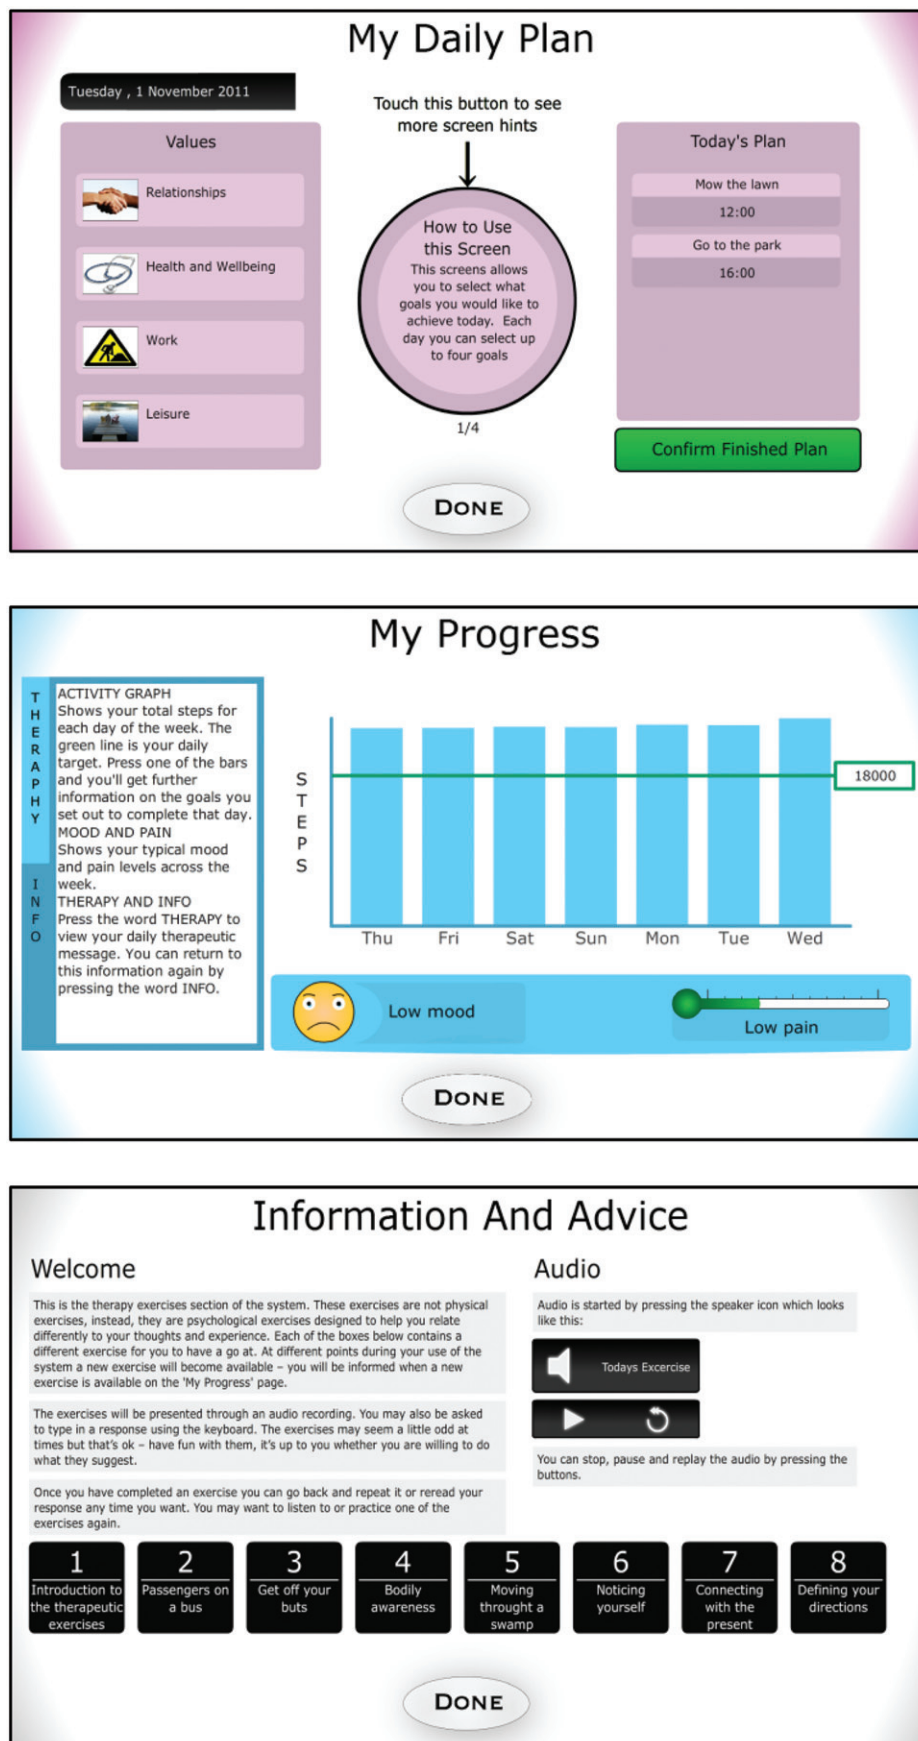 My Daily Plan
Tuesday , 1 November 2011
Values
Relationships
Health and Wellbeing
Work
Leisure
Touch this button to see
more screen hints
How to Use
this Screen
This screens allows
you to select what
goals you would like to
achieve today. Each
day you can select up
to four goals
1/4
Today's Plan
Mow the lawn
12:00
Go to the park
16:00
Confirm Finished Plan
DONE
My Progress
THERAPHY
INFO
ACTIVITY GRAPH
Shows your total steps for
each day of the week. The
green line is your daily
target. Press one of the bars
and you'll get further
information on the goals you
set out to complete that day.
MOOD AND PAIN
Shows your typical mood
and pain levels across the
week.
THERAPY AND INFO
Press the word THERAPY to
view your daily therapeutic
message. You can return to
this information again by
pressing the word INFO.
STEPS
18000
Thu Fri Sat Sun Mon Tue Wed
Low mood
Low pain
DONE
Information And Advice
Welcome
This is the therapy exercises section of the system. These exercises are not physical
exercises, instead, they are psychological exercises designed to help you relate
differently to your thoughts and experience. Each of the boxes below contains a
different exercise for you to have a go at. At different points during your use of the
system a new exercise will become available – you will be informed when a new
exercise is available on the 'My Progress' page.
The exercises will be presented through an audio recording. You may also be asked
to type in a response using the keyboard. The exercises may seem a little odd at
times but that's ok – have fun with them, it's up to you whether you are willing to do
what they suggest.
Once you have completed an exercise you can go back and repeat it or reread your
response any time you want. You may want to listen to or practice one of the
exercises again.
Audio
Audio is started by pressing the speaker icon which looks
like this:
Todays Excercise
You can stop, pause and replay the audio by pressing the
buttons.
1
Introduction to
the therapeutic
exercises
2
Passengers on
a bus
3
Get off your
buts
4
Bodily
awareness
5
Moving
throught a
swamp
6
Noticing
yourself
7
Connecting
with the
present
8
Defining your
directions
DONE